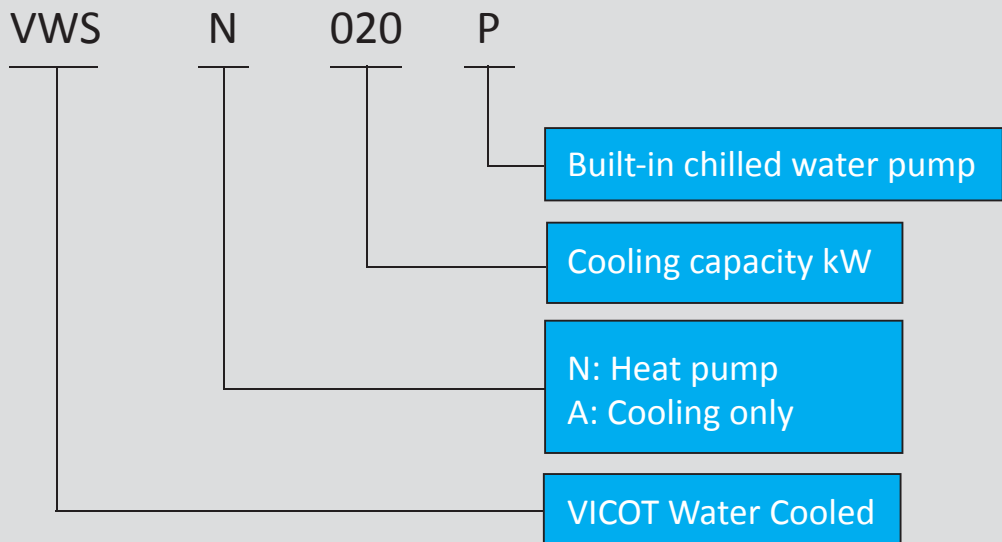 VWS N 020 P
Built-in chilled water pump
Cooling capacity kW
N: Heat pump
A: Cooling only
VICOT Water Cooled